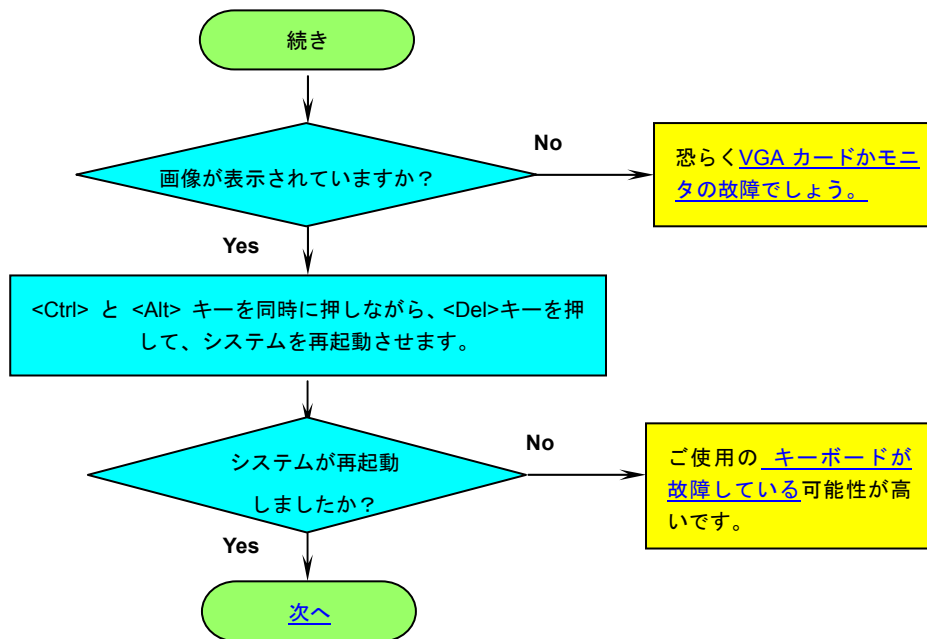 続き
No
画像が表示されていますか？
恐らくVGA カードかモニ
タの故障でしょう。
Yes
<Ctrl> と <Alt> キーを同時に押しながら、<Del>キーを押
して、システムを再起動させます。
No
システムが再起動
しましたか？
ご使用の キーボードが
故障している可能性が高
いです。
Yes
次へ